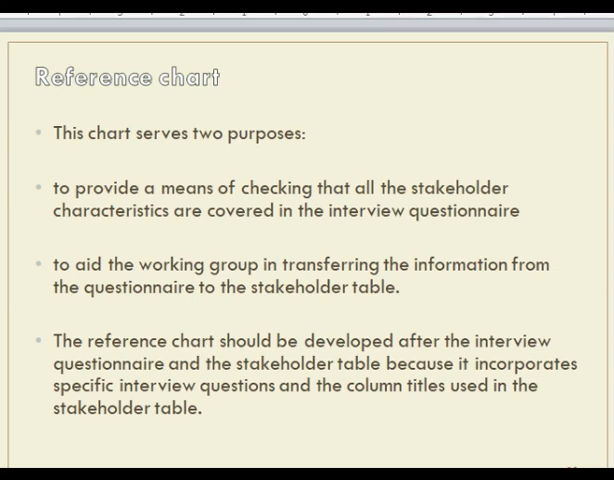 Reference chart
This chart serves two purposes:
to provide a means of checking that all the stakeholder
characteristics are covered in the interview questionnaire
to aid the working group in transferring the information from
the questionnaire to the stakeholder table.
The reference chart should be developed after the interview
questionnaire and the stakeholder table because it incorporates
specific interview questions and the column titles used in the
stakeholder table.